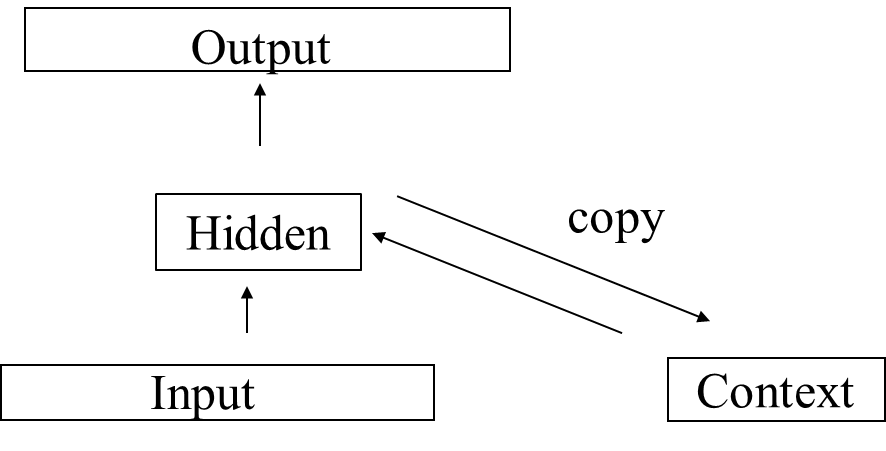 Output
Hidden
copy
Input
Context